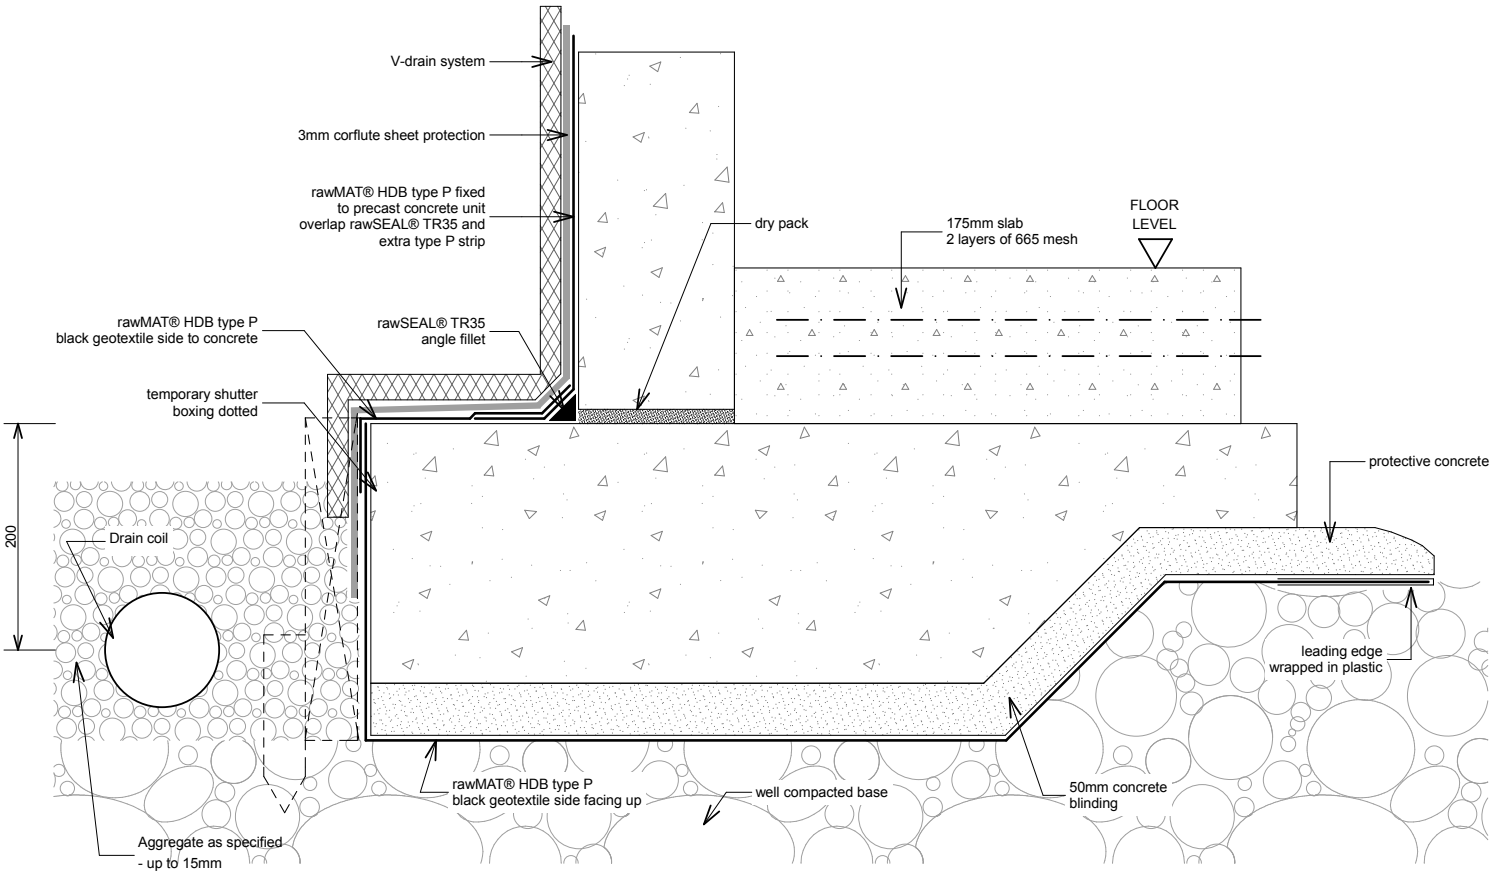 V-drain system
3mm corflute sheet protection
rawMAT® HDB type P fixed
to precast concrete unit
overlap rawSEAL® TR35 and
extra type P strip
dry pack
175mm slab
2 layers of 665 mesh
FLOOR
LEVEL
rawMAT® HDB type P
black geotextile side to concrete
rawSEAL® TR35
angle fillet
temporary shutter
boxing dotted
protective concrete
200
Drain coil
leading edge
wrapped in plastic
rawMAT® HDB type P
black geotextile side facing up
well compacted base
50mm concrete
blinding
Aggregate as specified
- up to 15mm